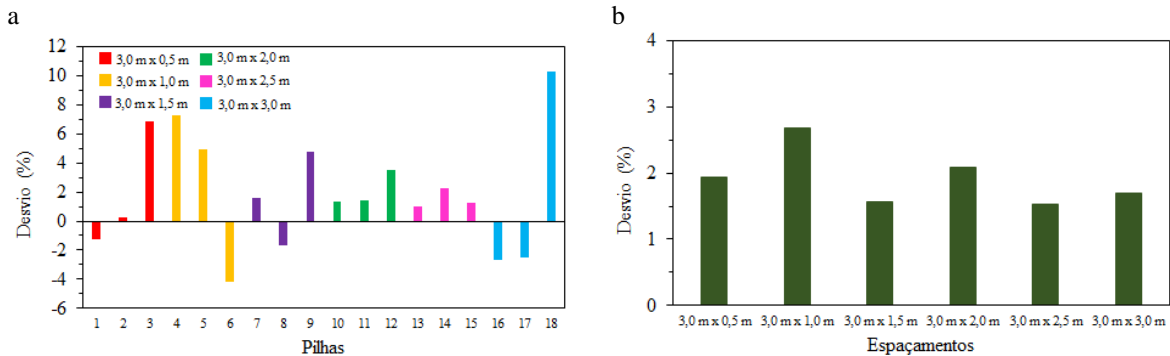 a
12
10
8
6
4
2
0
-2
-4
-6
Desvio (%)
3,0 m x 0,5 m
3,0 m x 2,0 m
3,0 m x 1,0 m
3,0 m x 2,5 m
3,0 m x 1,5 m
3,0 m x 3,0 m
1 2 3 4 5 6 7 8 9 10 11 12 13 14 15 16 17 18
Pilhas
b
4
3
2
1
0
Desvio (%)
3,0 m x 0,5 m 3,0 m x 1,0 m 3,0 m x 1,5 m 3,0 m x 2,0 m 3,0 m x 2,5 m 3,0 m x 3,0 m
Espaçamentos